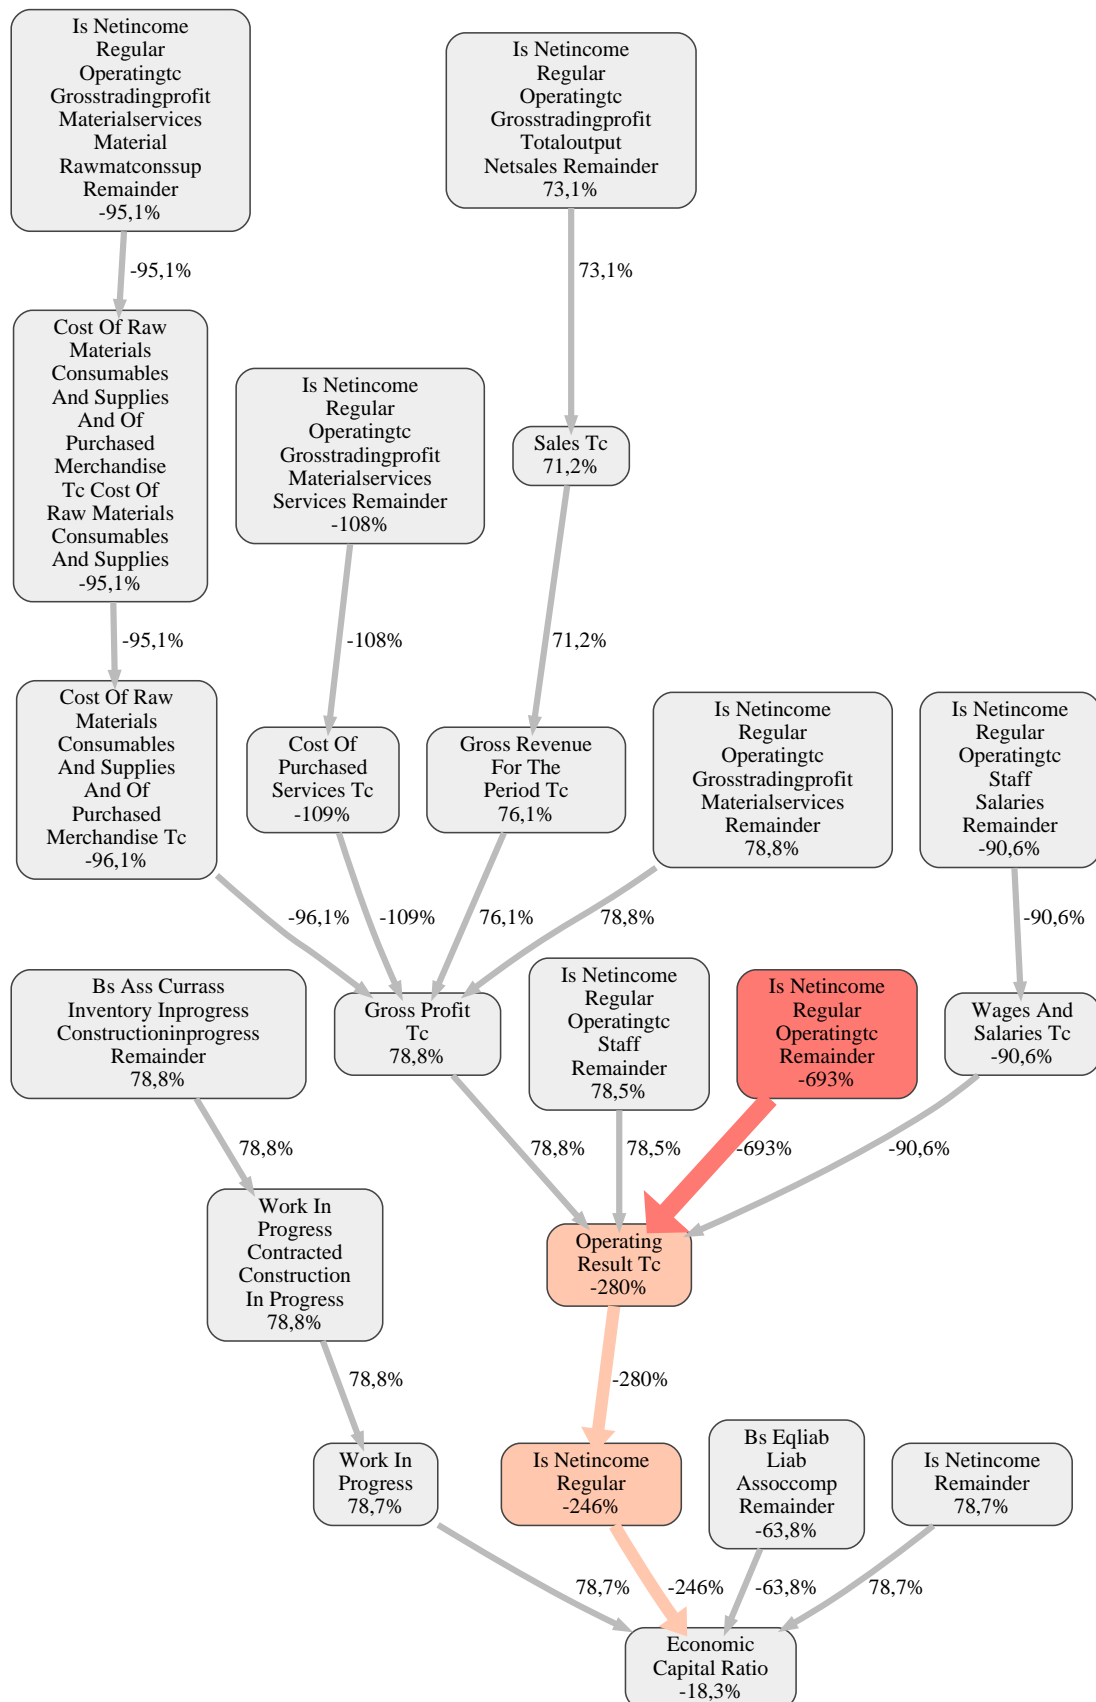 Is Netincome
Regular
Operatingtc
Grosstradingprofit
Materialservices
Material
Rawmatconssup
Remainder
-95,1%
Is Netincome
Regular
Operatingtc
Grosstradingprofit
Totaloutput
Netsales Remainder
73,1%
-95,1%
73,1%
Cost Of Raw
Materials
Consumables
And Supplies
And Of
Purchased
Merchandise
Tc Cost Of
Raw Materials
Consumables
And Supplies
-95,1%
Is Netincome
Regular
Operatingtc
Grosstradingprofit
Materialservices
Services Remainder
-108%
Sales Tc
71,2%
-95,1%
-108%
71,2%
Cost Of Raw
Materials
Consumables
And Supplies
And Of
Purchased
Merchandise Tc
-96,1%
Cost Of
Purchased
Services Tc
-109%
Gross Revenue
For The
Period Tc
76,1%
Is Netincome
Regular
Operatingtc
Grosstradingprofit
Materialservices
Remainder
78,8%
Is Netincome
Regular
Operatingtc
Staff
Salaries
Remainder
-90,6%
-96,1%
-109%
76,1%
78,8%
-90,6%
Bs Ass Currass
Inventory Inprogress
Constructioninprogress
Remainder
78,8%
Gross Profit
Tc
78,8%
Is Netincome
Regular
Operatingtc
Staff
Remainder
78,5%
Is Netincome
Regular
Operatingtc
Remainder
-693%
Wages And
Salaries Tc
-90,6%
78,8%
78,8%
78,5%
-693%
-90,6%
Work In
Progress
Contracted
Construction
In Progress
78,8%
Operating
Result Tc
-280%
78,8%
-280%
Work In
Progress
78,7%
Is Netincome
Regular
-246%
Bs Eqliab
Liab
Assoccomp
Remainder
-63,8%
Is Netincome
Remainder
78,7%
78,7%
-246%
-63,8%
78,7%
Economic
Capital Ratio
-18,3%